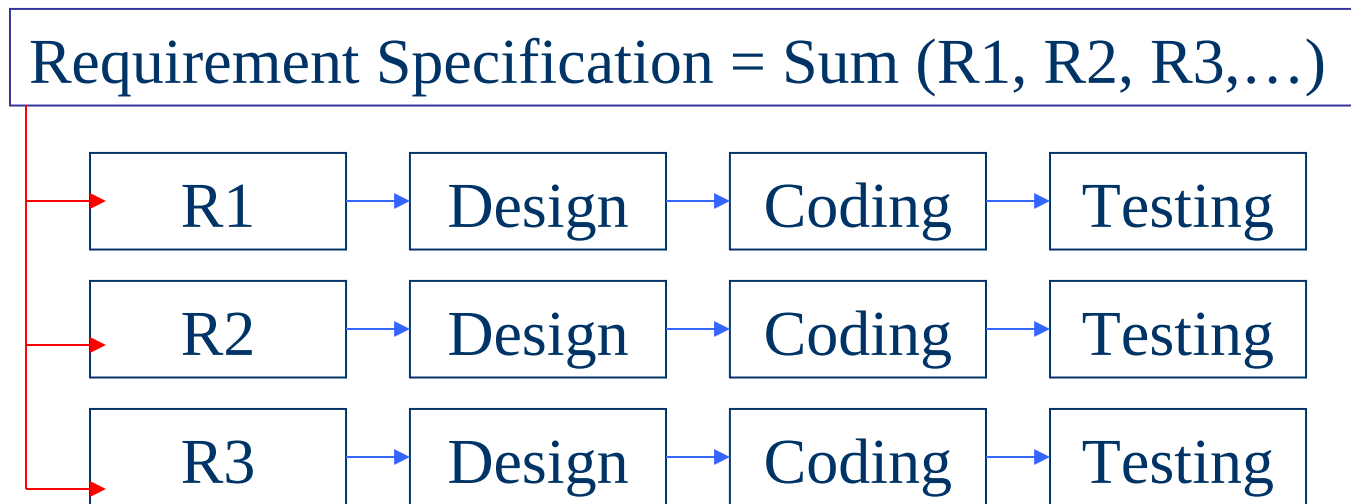 Requirement Specification = Sum (R1, R2, R3,…)
R1 Design Coding Testing
R2 Design Coding Testing
R3 Design Coding Testing